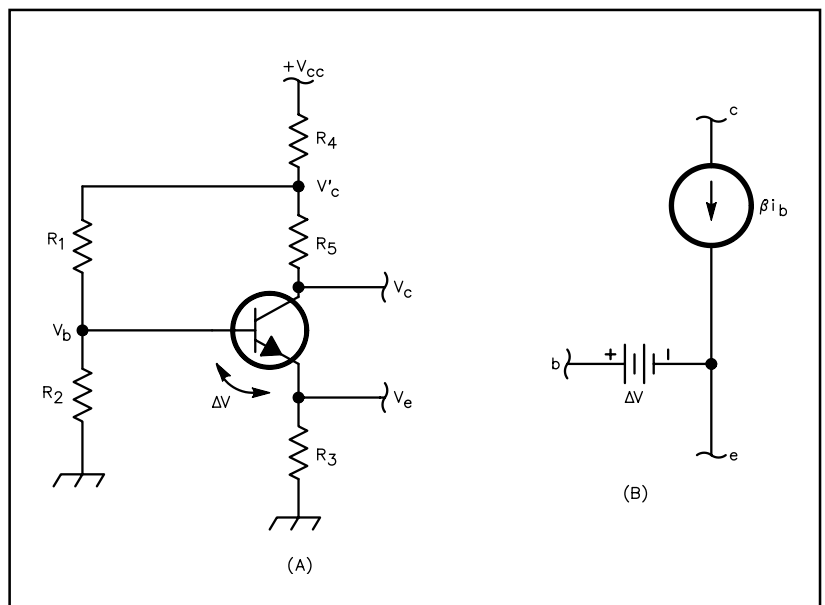 +Vcc
R4
V'c
R1
R5
Vc
Vb
R2
ΔV
Ve
R3
(A)
c
βib
b
+
ΔV
e
(B)